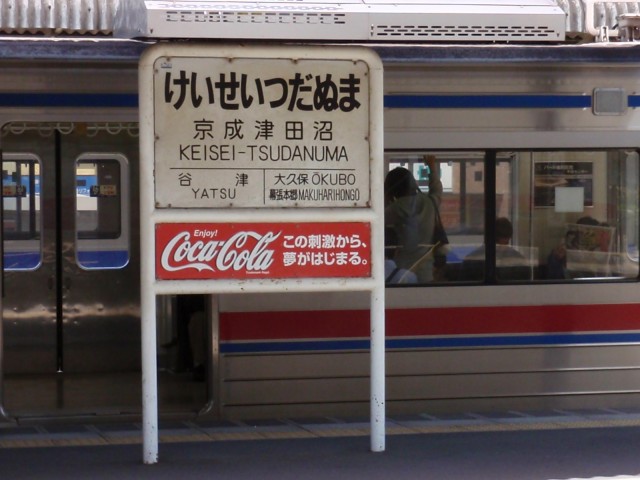 けいせいつだぬま
京成津田沼
KEISEI-TSUDANUMA
谷津
YATSU
大久保 ŌKUBO
幕張本郷 MAKUHARIHONGO
Enjoy!
Coca-Cola
この刺激から、
夢がはじまる。